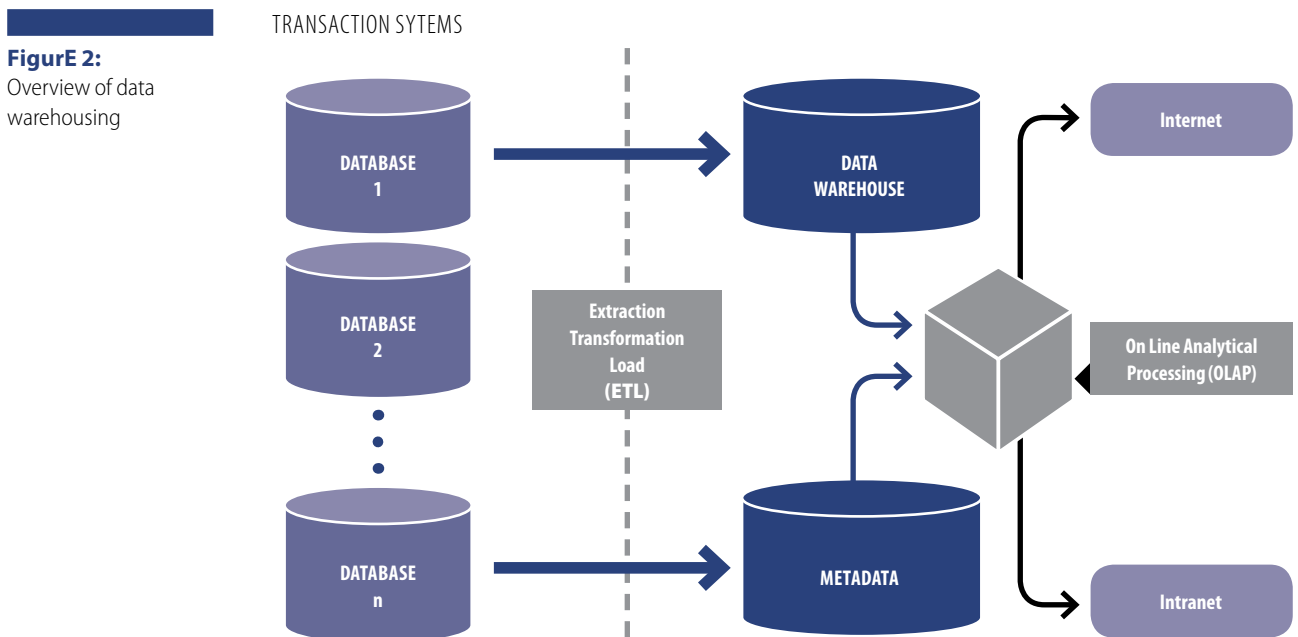 TRANSACTION SYTEMS
FigurE 2:
Overview of data
warehousing
DATABASE
1
DATABASE
2
DATABASE
n
Extraction
Transformation
Load
(ETL)
DATA
WAREHOUSE
METADATA
On Line Analytical
Processing (OLAP)
Internet
Intranet